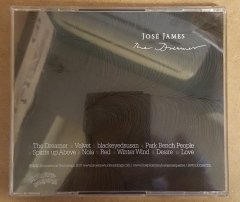 JOSÉ JAMES
The Dreamer
The Dreamer · Velvet · blackeyedsusan · Park Bench People
Spirits up Above · Nola · Red · Winter Wind · Desire · Love